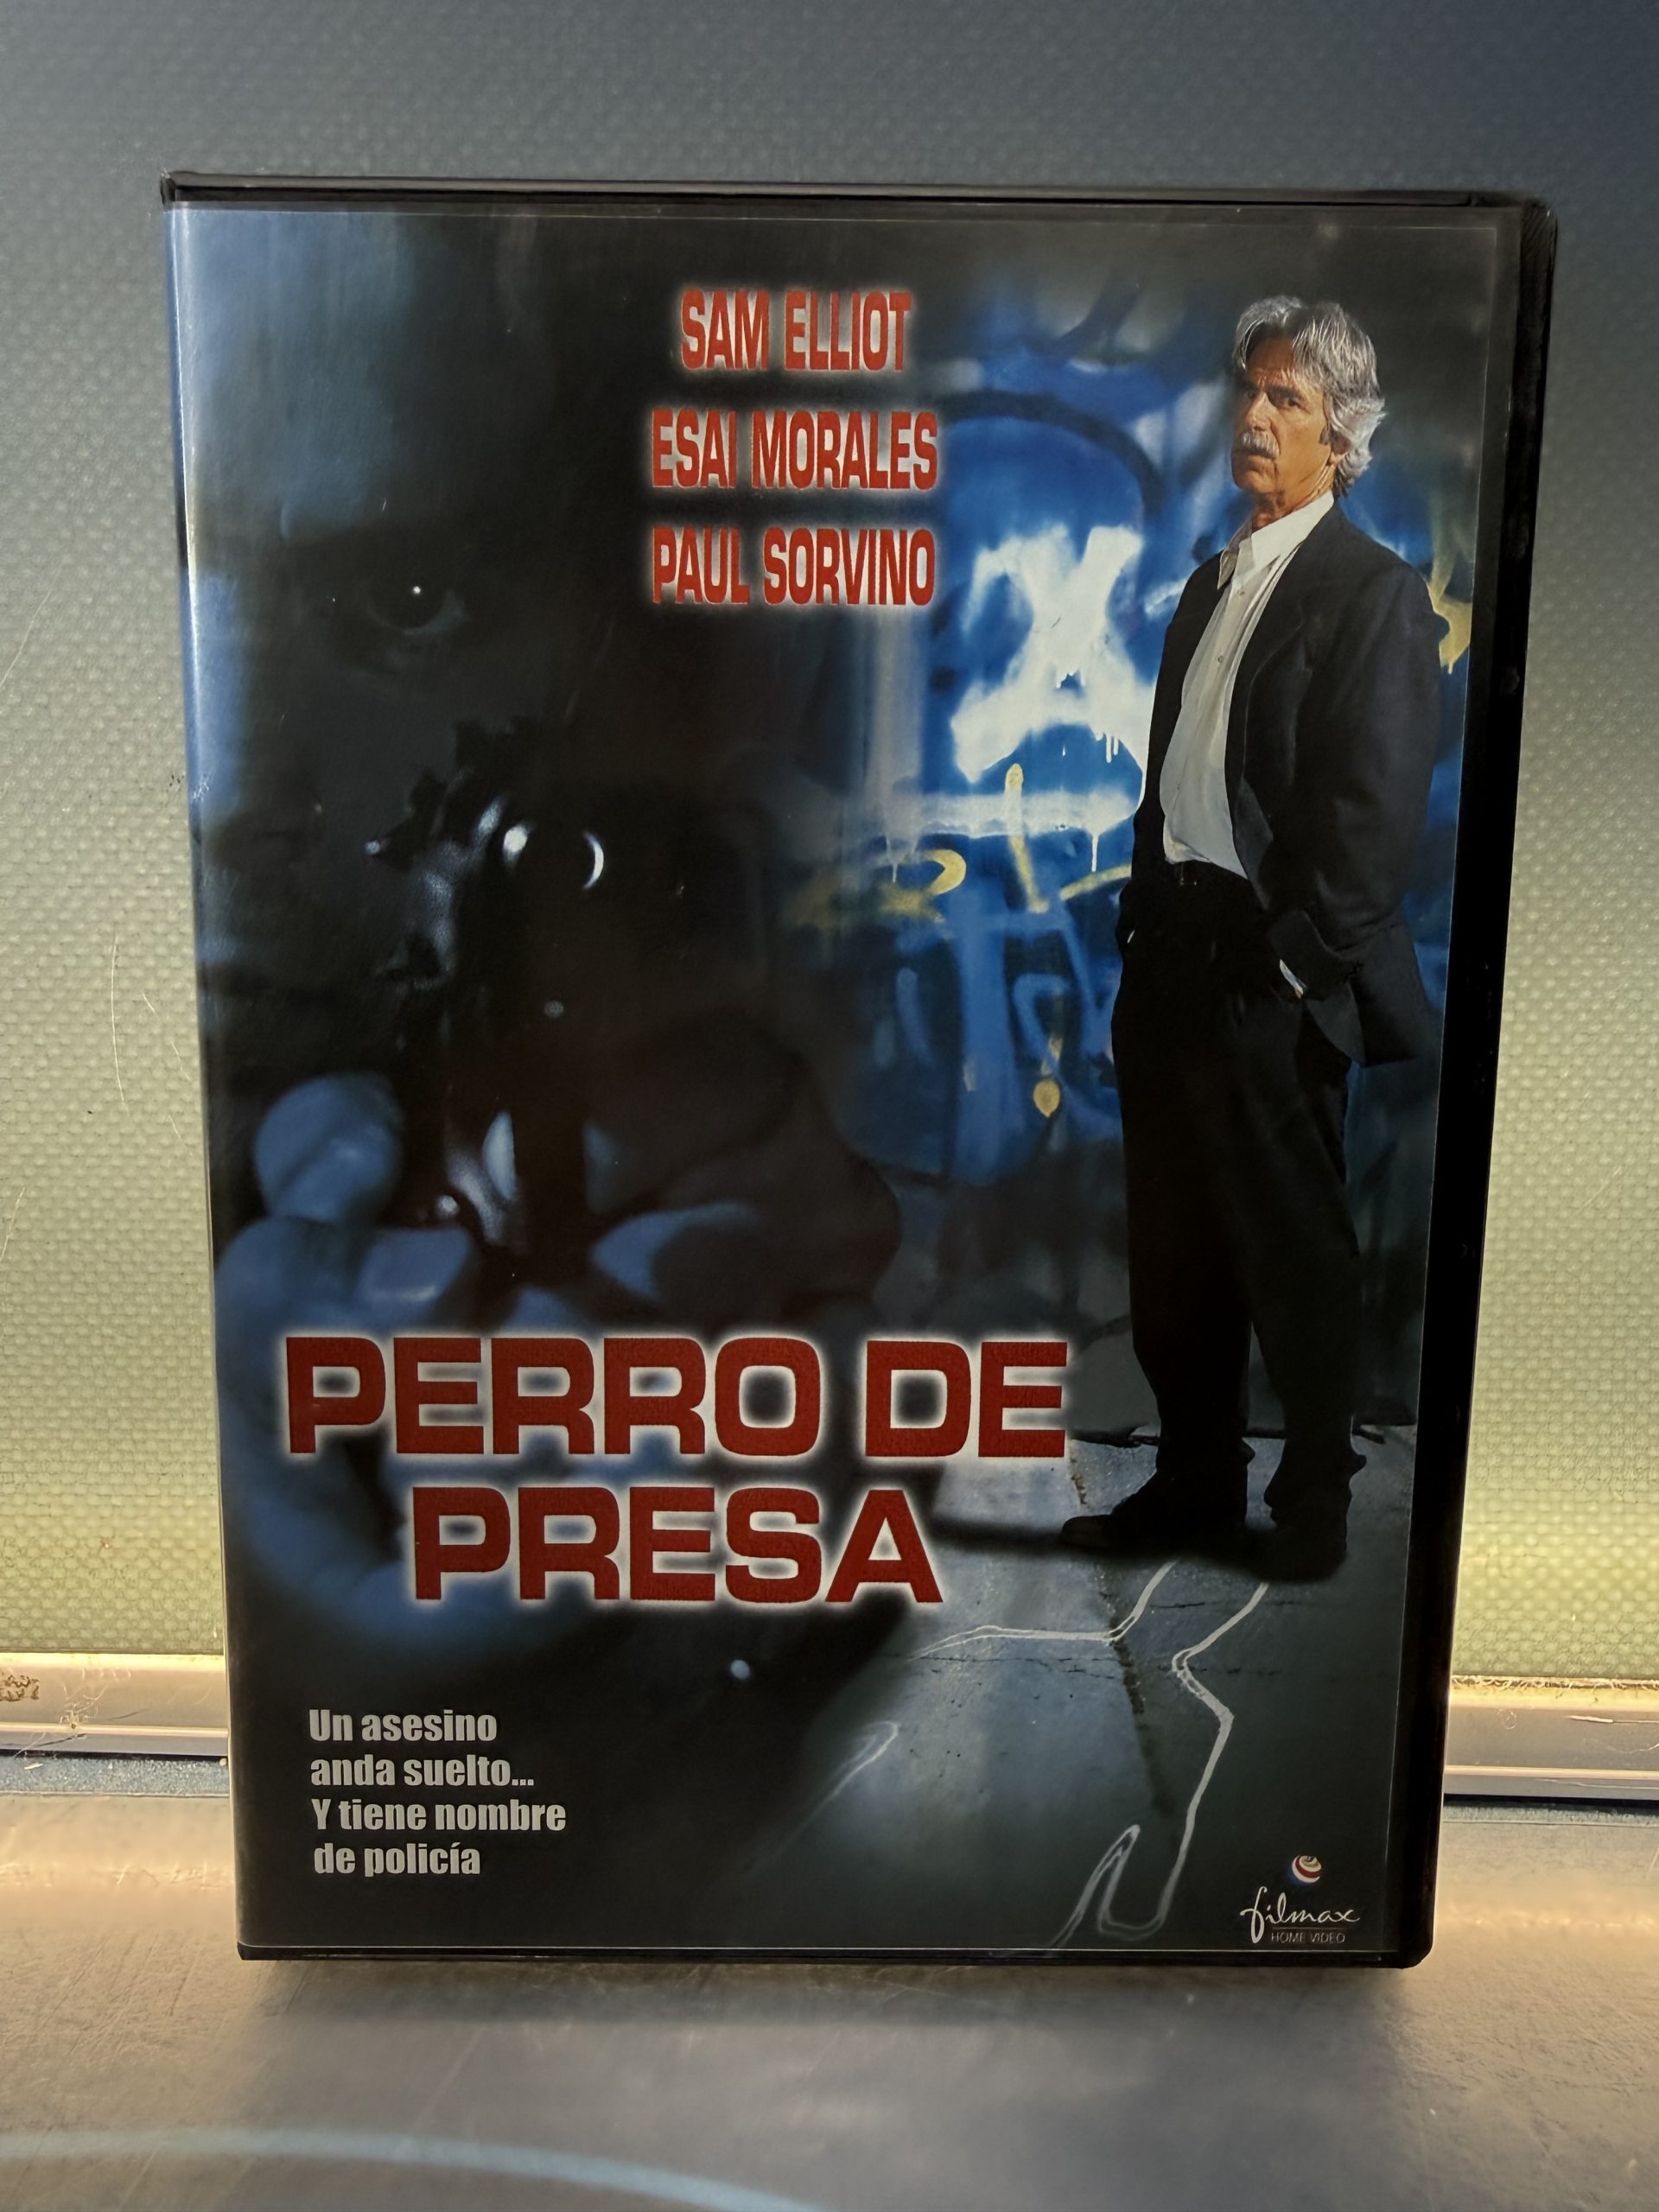 SAM ELLIOT
ESAI MORALES
PAUL SORVINO
PERRO DE
PRESA
Un asesino
anda suelto...
Y tiene nombre
de policía
filmax
HOME VIDEO